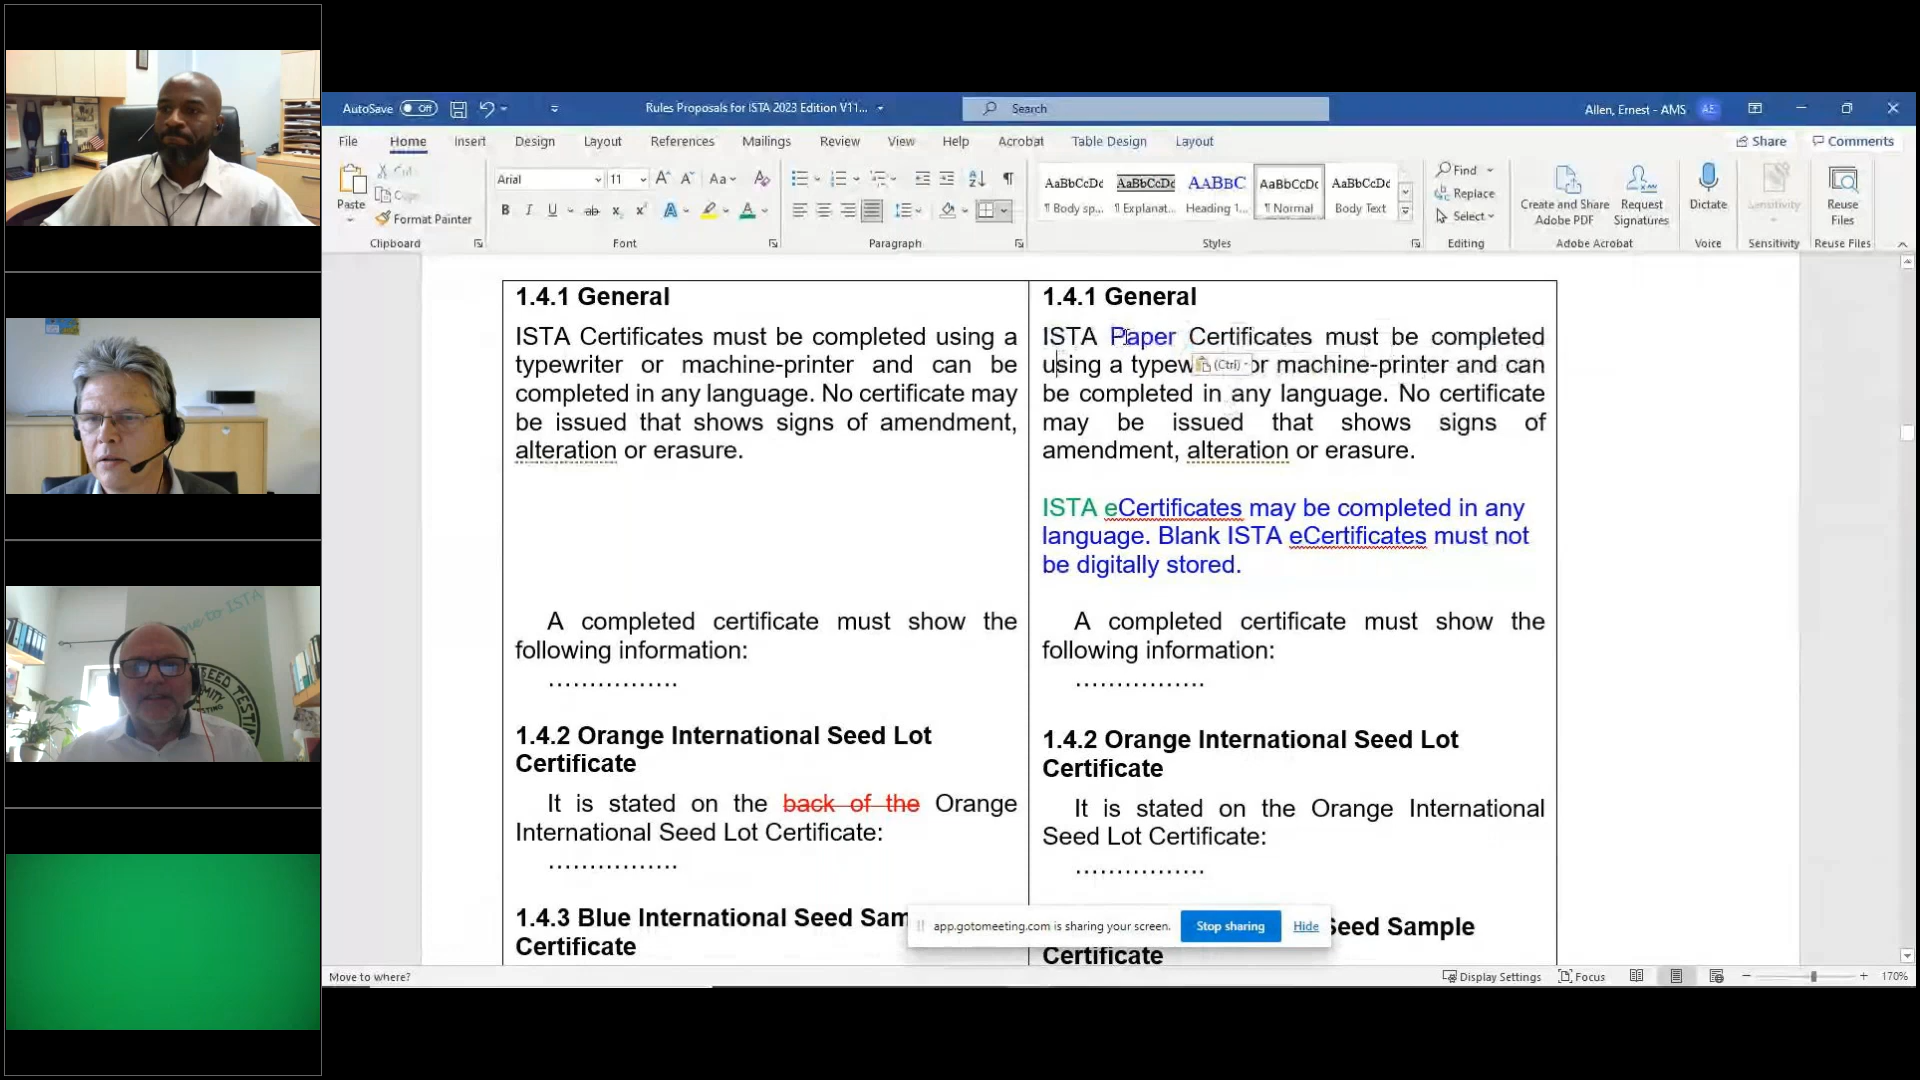 AutoSave Off
Rules Proposals for iSTA 2023 Edition V11...
Search
Allen, Ernest - AMS AE
File Home Insert Design Layout References Mailings Review View Help Acrobat Table Design Layout Share Comments
Paste
Cut
Copy
Format Painter
Clipboard
Arial 11
Font
Paragraph
AaBbCcDc AaBbCcDc AABBC AaBbCcDc AaBbCcDc
¶ Body sp... ¶ Explanat... Heading 1... ¶ Normal Body Text
Styles
Find
Replace
Select
Editing
Create and Share Adobe PDF
Request Signatures
Adobe Acrobat
Dictate
Voice
Sensitivity
Sensitivity
Reuse Files
Reuse Files
1.4.1 General
ISTA Certificates must be completed using a
typewriter or machine-printer and can be
completed in any language. No certificate may
be issued that shows signs of amendment,
alteration or erasure.
A completed certificate must show the
following information:
................
1.4.2 Orange International Seed Lot
Certificate
It is stated on the back of the Orange
International Seed Lot Certificate:
................
1.4.3 Blue International Seed Sam
Certificate
1.4.1 General
ISTA Paper Certificates must be completed
using a typew (Ctrl) or machine-printer and can
be completed in any language. No certificate
may be issued that shows signs of
amendment, alteration or erasure.
ISTA eCertificates may be completed in any
language. Blank ISTA eCertificates must not
be digitally stored.
A completed certificate must show the
following information:
................
1.4.2 Orange International Seed Lot
Certificate
It is stated on the Orange International
Seed Lot Certificate:
................
Seed Sample
Certificate
app.gotomeeting.com is sharing your screen. Stop sharing Hide
Move to where?
Display Settings Focus 170%